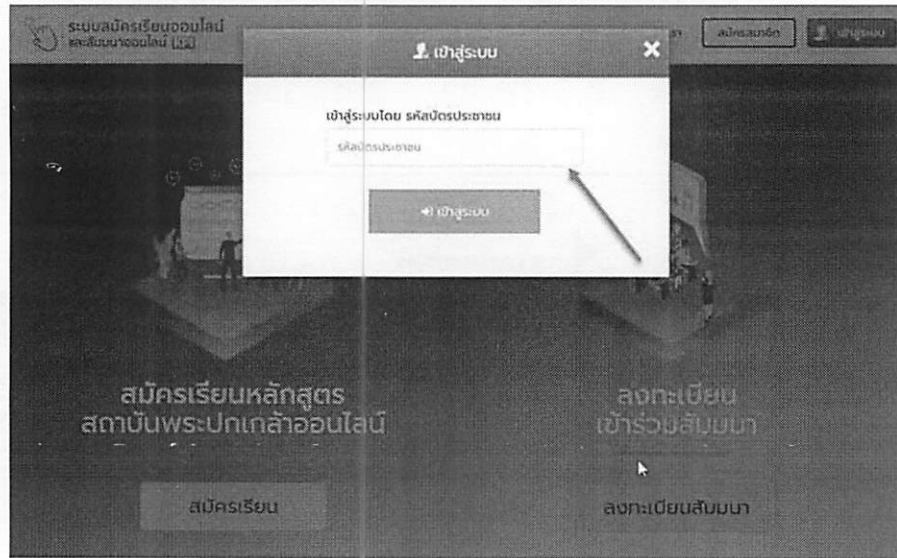 ระบบสมัครเรียนออนไลน์
และสัมมนาออนไลน์
สมัครสมาชิก
เข้าสู่ระบบ
เข้าสู่ระบบ
เข้าสู่ระบบโดย รหัสบัตรประชาชน
รหัสบัตรประชาชน
เข้าสู่ระบบ
สมัครเรียนหลักสูตร
สถาบันพระปกเกล้าออนไลน์
สมัครเรียน
ลงทะเบียน
เข้าร่วมสัมมนา
ลงทะเบียนสัมมนา